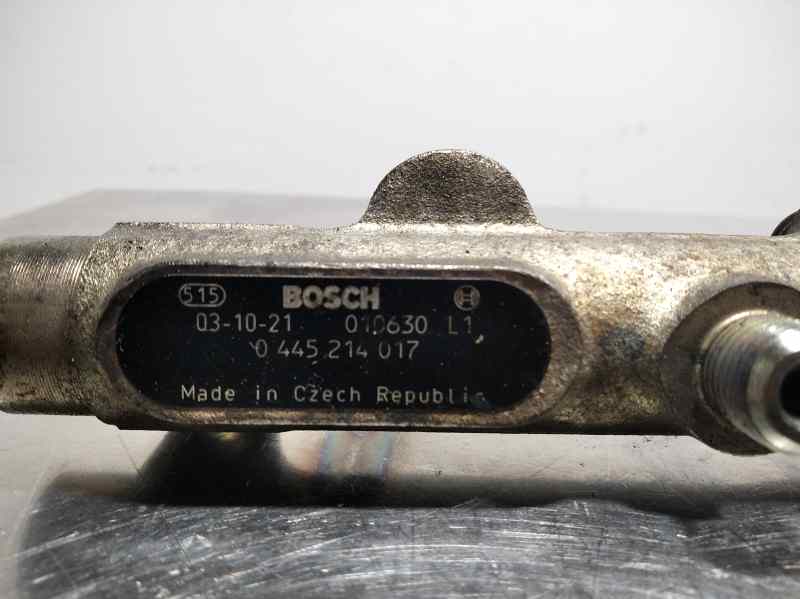 515 BOSCH
03-10-21 010630 L1
0 445 214 017
Made in Czech Republic